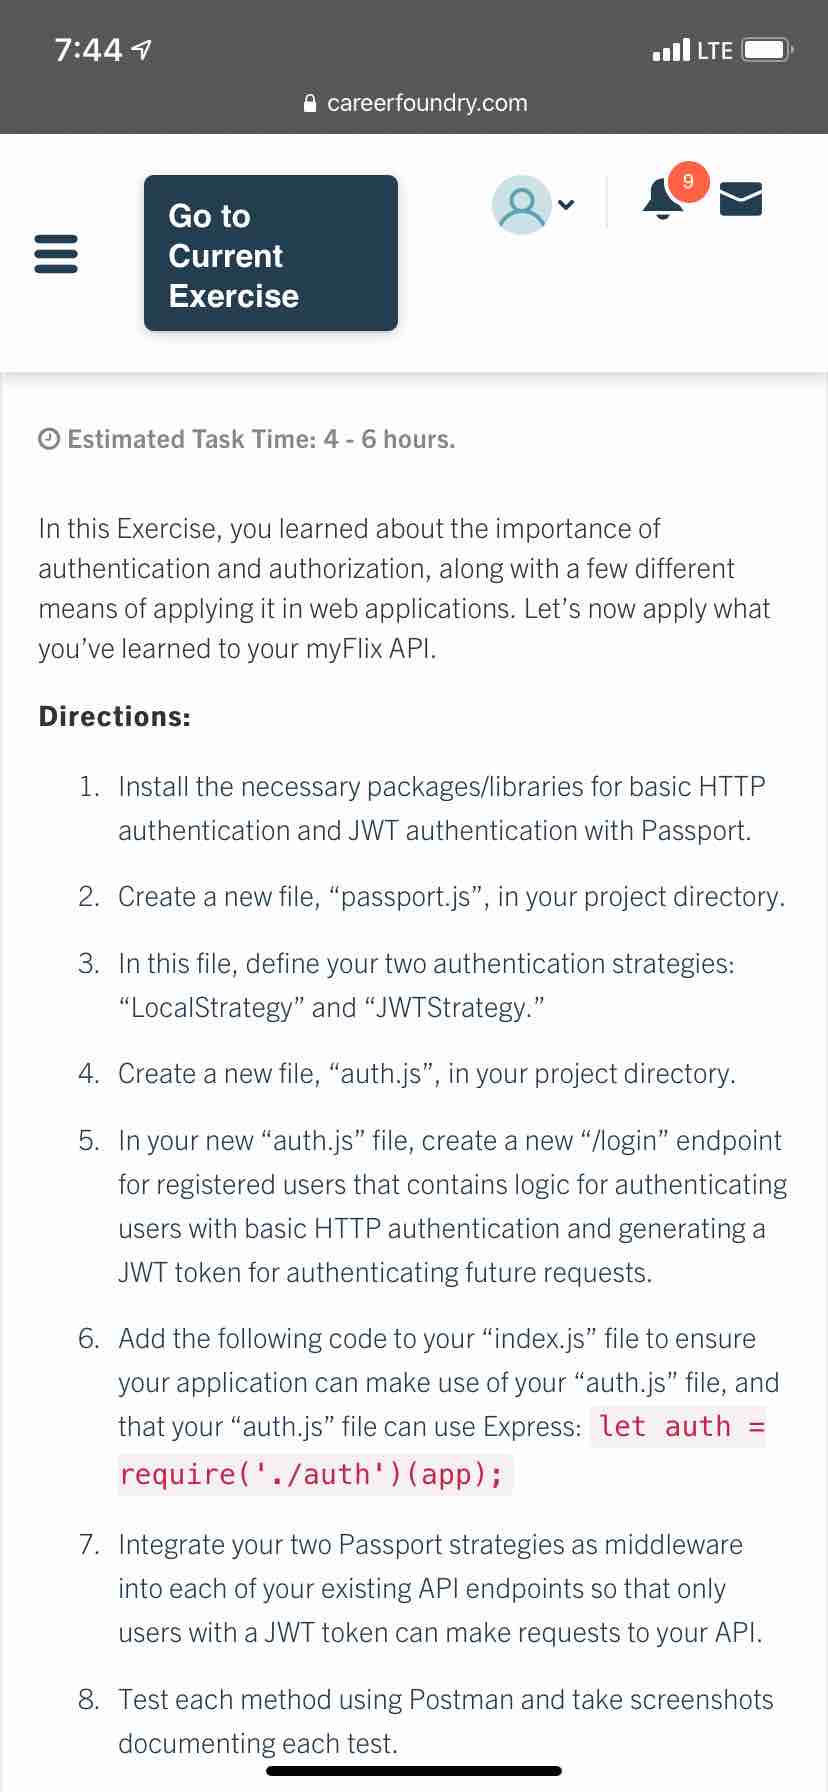 7:44
LTE
careerfoundry.com
Go to
Current
Exercise
9
Estimated Task Time: 4 - 6 hours.
In this Exercise, you learned about the importance of
authentication and authorization, along with a few different
means of applying it in web applications. Let’s now apply what
you’ve learned to your myFlix API.
Directions:
1. Install the necessary packages/libraries for basic HTTP
authentication and JWT authentication with Passport.
2. Create a new file, “passport.js”, in your project directory.
3. In this file, define your two authentication strategies:
“LocalStrategy” and “JWTStrategy.”
4. Create a new file, “auth.js”, in your project directory.
5. In your new “auth.js” file, create a new “/login” endpoint
for registered users that contains logic for authenticating
users with basic HTTP authentication and generating a
JWT token for authenticating future requests.
6. Add the following code to your “index.js” file to ensure
your application can make use of your “auth.js” file, and
that your “auth.js” file can use Express: let auth =
require('./auth')(app);
7. Integrate your two Passport strategies as middleware
into each of your existing API endpoints so that only
users with a JWT token can make requests to your API.
8. Test each method using Postman and take screenshots
documenting each test.